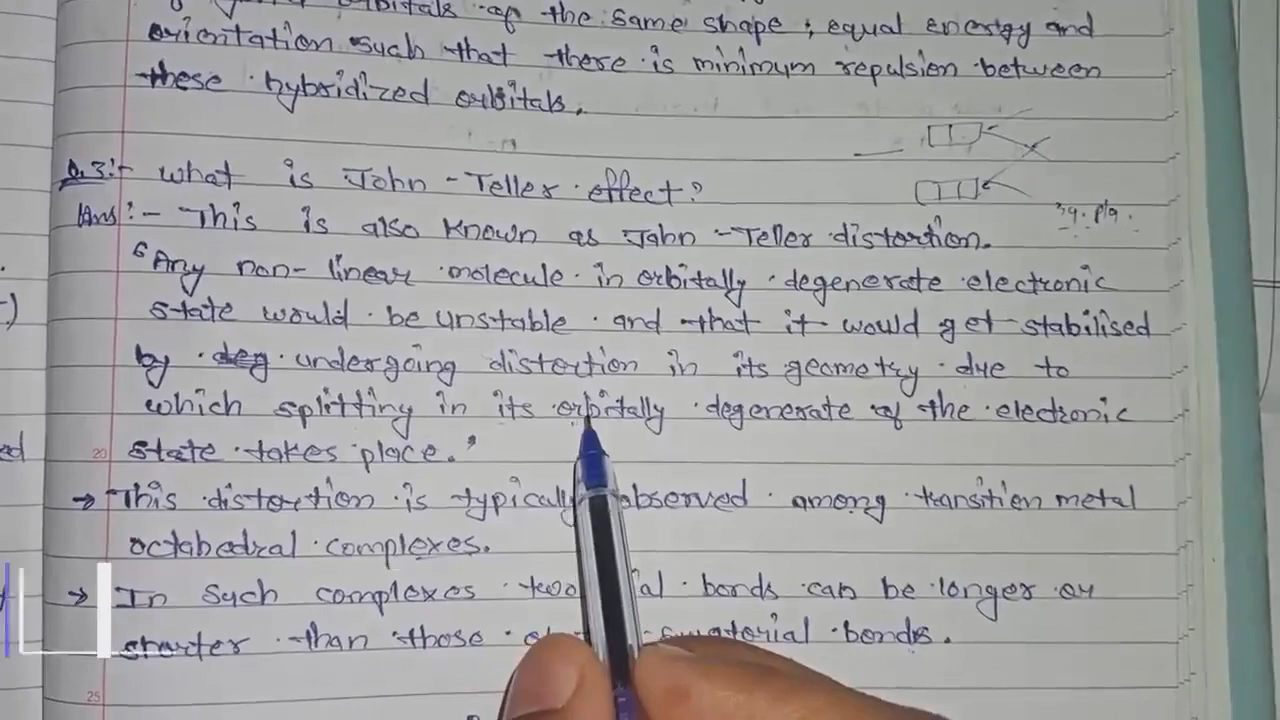 orbitals of the same shape, equal energy and
orientation such that there is minimum repulsion between
these hybridized orbitals.
Q.3:- What is John-Teller effect?
Ans:- This is also known as John-Teller distortion.
"Any non-linear molecule in orbitally degenerate electronic
state would be unstable and that it would get stabilised
by undergoing distortion in its geometry due to
which splitting in its orbitally degenerate of the electronic
20 state takes place."
→ This distortion is typically observed among transition metal
octahedral complexes.
→ In Such complexes two bonds can be longer or
shorter than those bonds.
25